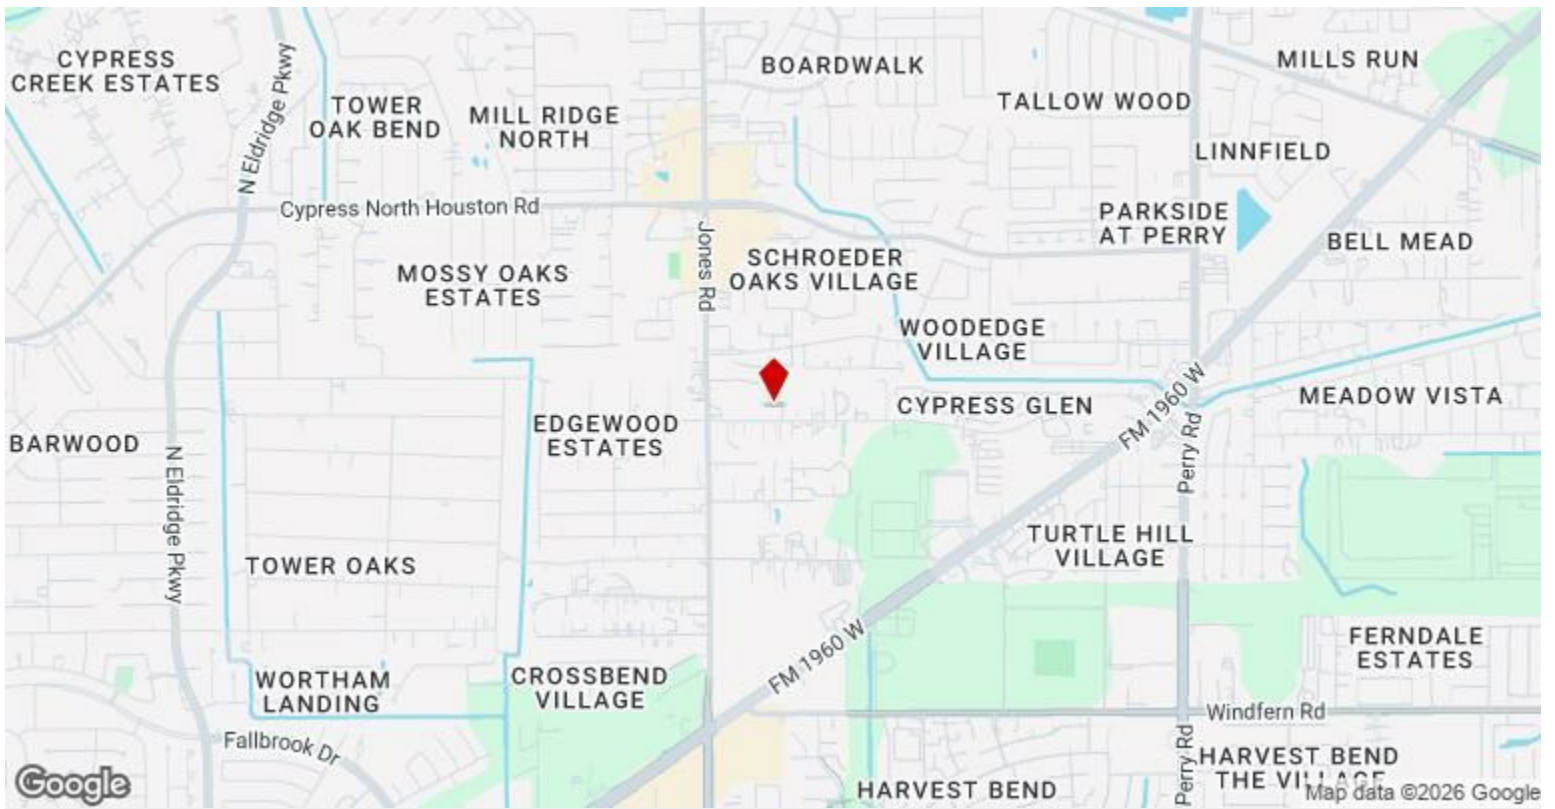 CYPRESS
CREEK ESTATES
N Eldridge Pkwy
TOWER
OAK BEND
MILL RIDGE
NORTH
BOARDWALK
TALLOW WOOD
MILLS RUN
LINNFIELD
Cypress North Houston Rd
Jones Rd
PARKSIDE
AT PERRY
BELL MEAD
MOSSY OAKS
ESTATES
SCHROEDER
OAKS VILLAGE
WOODEDGE
VILLAGE
CYPRESS GLEN
FM 1960 W
Perry Rd
MEADOW VISTA
BARWOOD
N Eldridge Pkwy
EDGEWOOD
ESTATES
TOWER OAKS
TURTLE HILL
VILLAGE
FM 1960 W
FERNDALE
ESTATES
WORTHAM
LANDING
CROSSBEND
VILLAGE
Fallbrook Dr
Windfern Rd
Perry Rd
HARVEST BEND
HARVEST BEND
THE VILLAGE
Google
Map data ©2026 Google